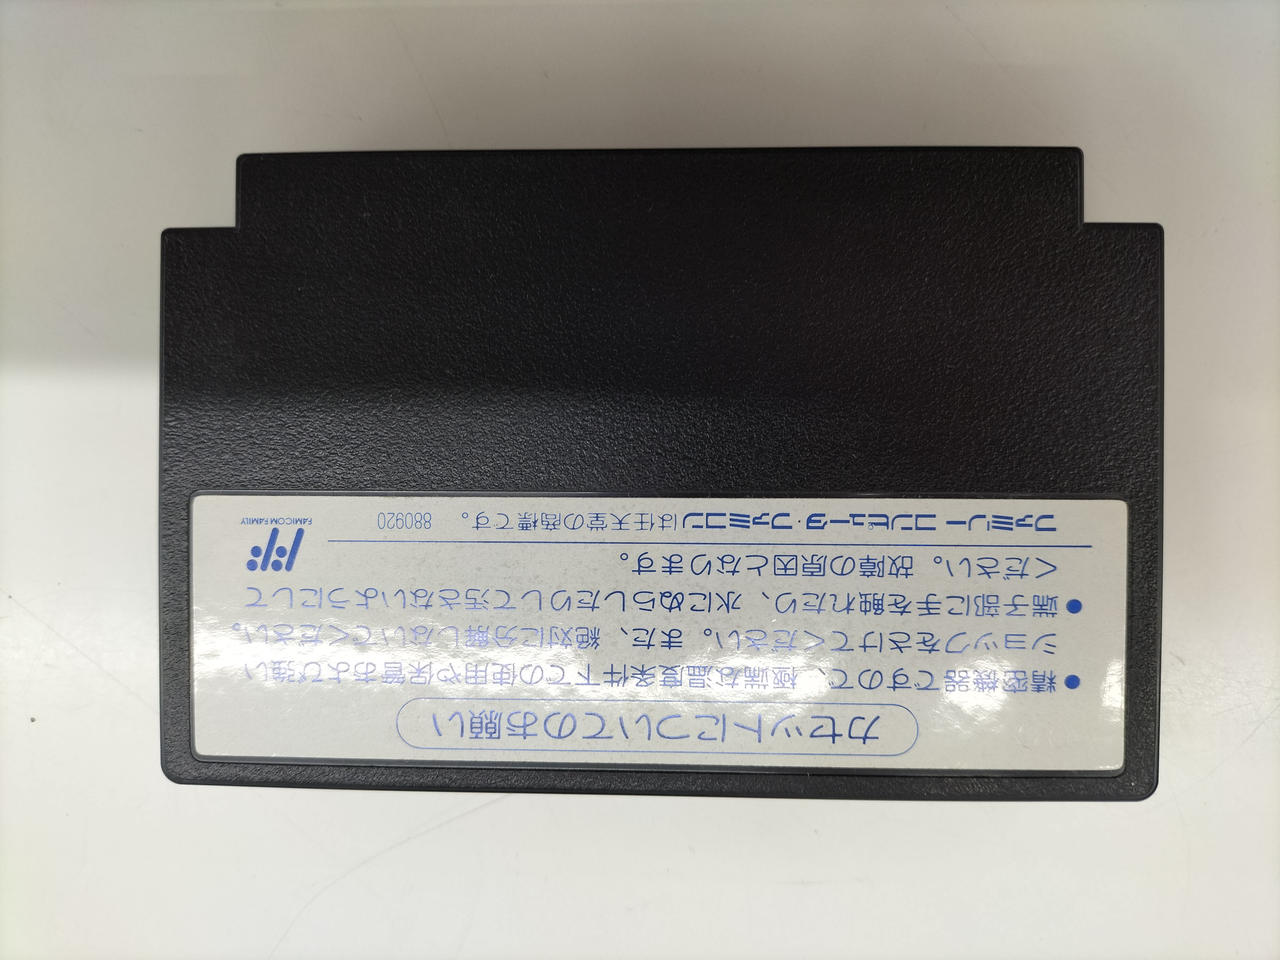 カセットについてのお願い
●精密機器ですので、極端な温度条件下での使用や保管および強い
ショックをさけてください。また、絶対に分解しないでください。
●端子部に手を触れたり、水にぬらしたりして汚さないようにして
ください。故障の原因となります。
ファミリーコンピュータ・ファミコンは任天堂の商標です。 880920
FAMICOM FAMILY